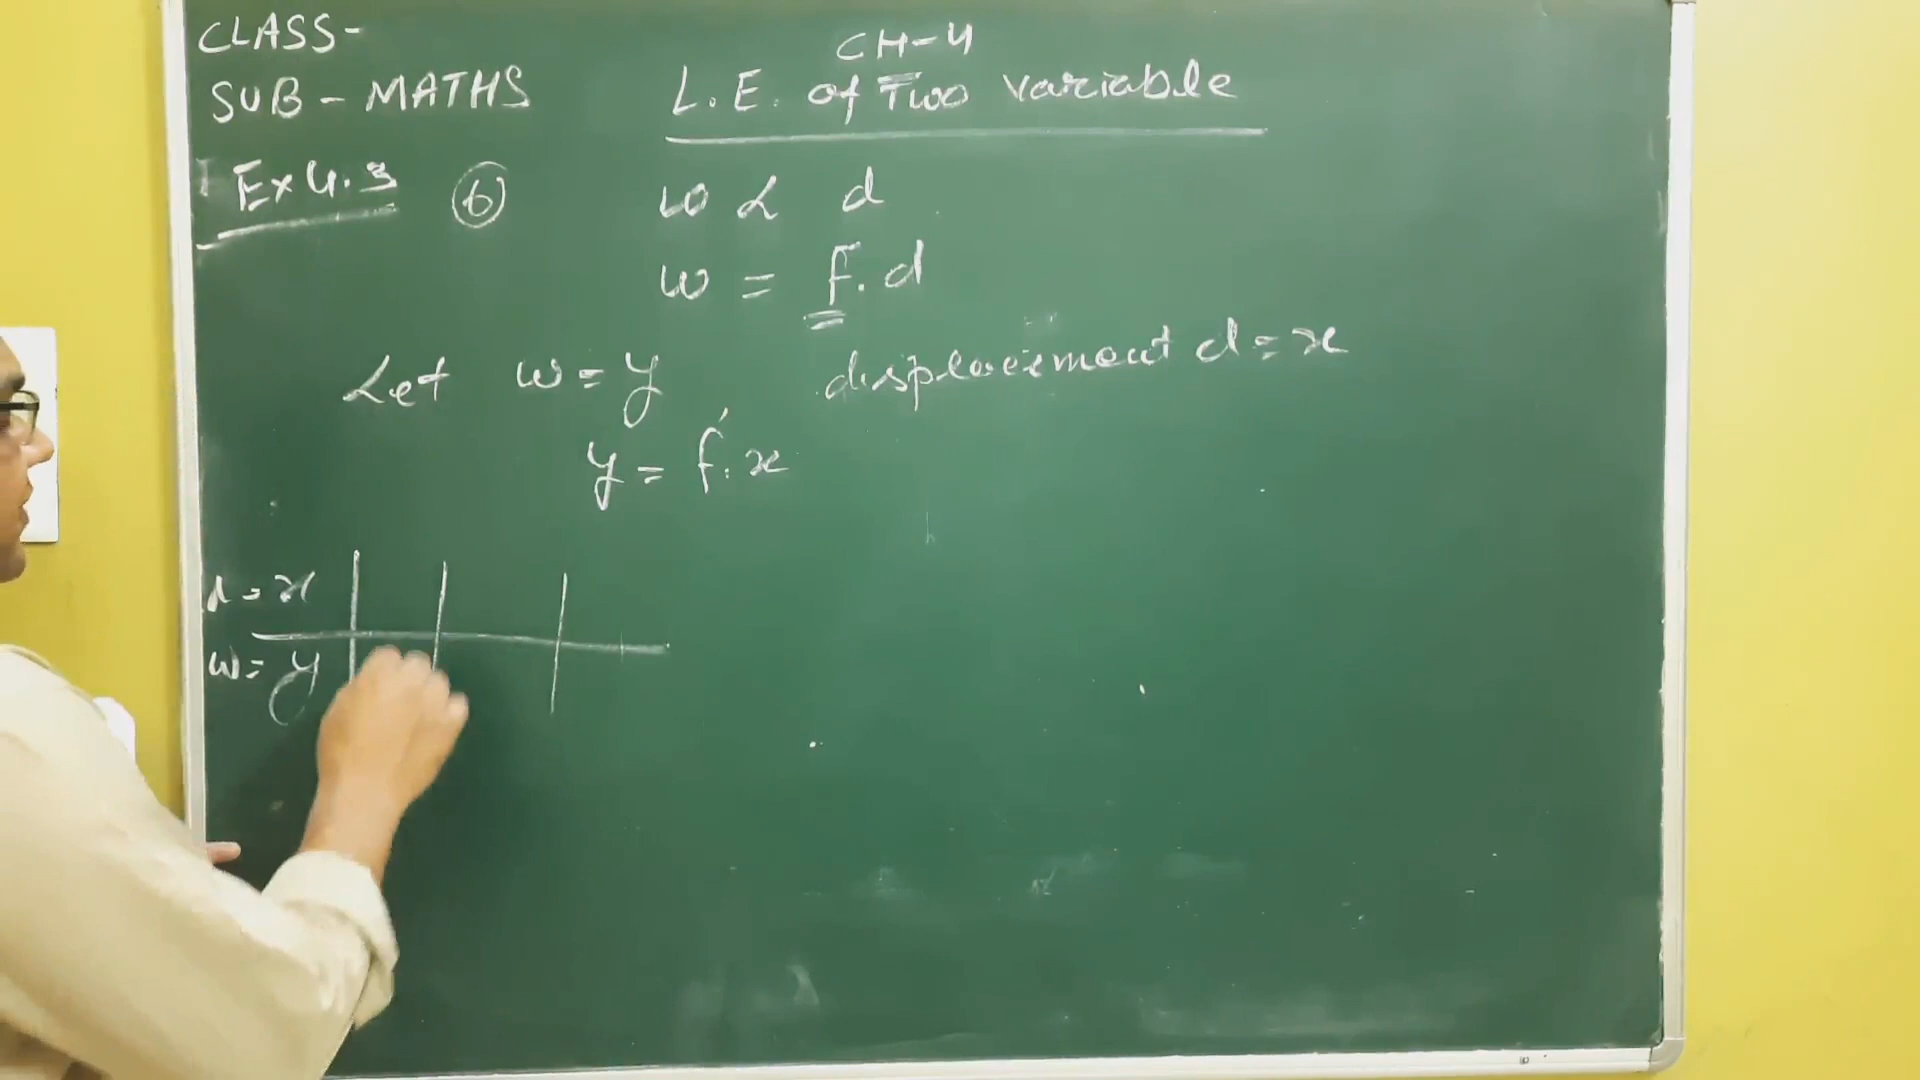 CLASS-
SUB - MATHS
CH-4
L.E. of Two variable
Ex 4.3 ⑥
w α d
w = f.d
Let w = y displacement d = x
y = f.x
d = x
w = y